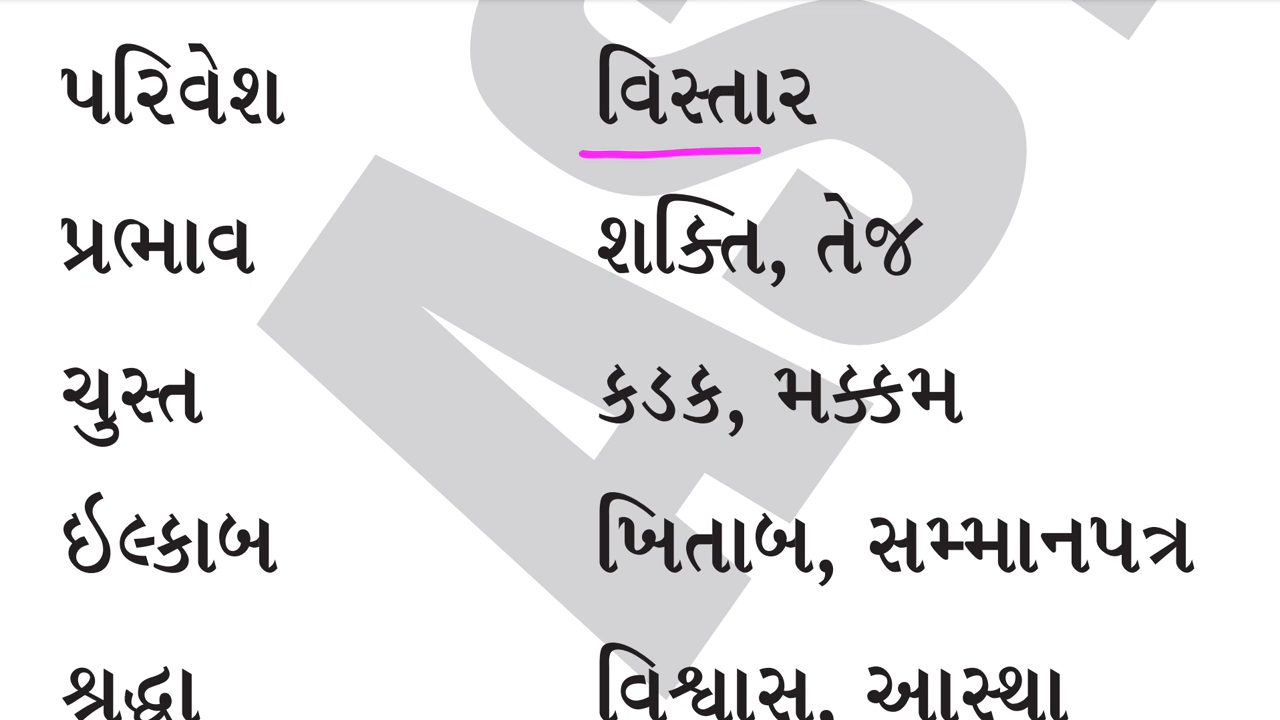 પરિવેશ વિસ્તાર
પ્રભાવ શક્તિ, તેજ
ચુસ્ત કડક, મક્કમ
ઈલ્કાબ ખિતાબ, સમ્માનપત્ર
શ્રદ્ધા વિશ્વાસ, આસ્થા